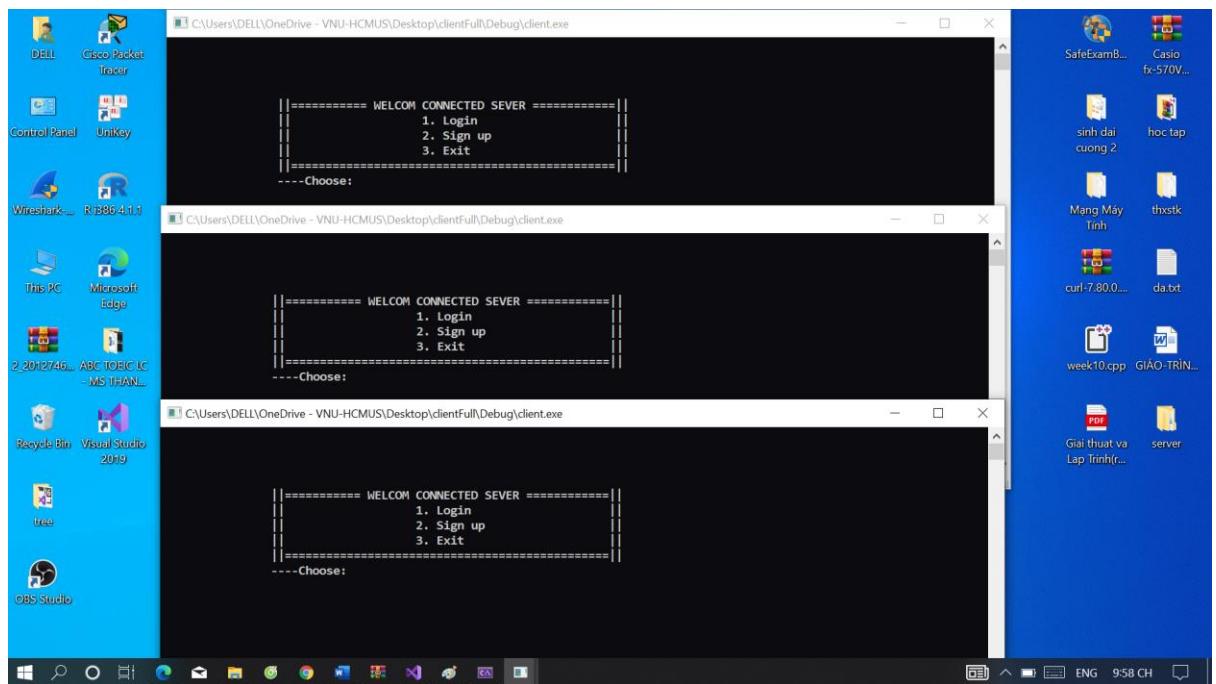 DELL
Cisco Packet
Tracer
Control Panel
UniKey
Wireshark-...
R i386 4.1.1
This PC
Microsoft
Edge
2_2012746...
ABC TOEIC LC
- MS THAN...
Recycle Bin
Visual Studio
2019
tree
OBS Studio
C:\Users\DELL\OneDrive - VNU-HCMUS\Desktop\clientFull\Debug\client.exe
||=========== WELCOM CONNECTED SEVER ============||
|| 1. Login ||
|| 2. Sign up ||
|| 3. Exit ||
||================================================||
----Choose:
C:\Users\DELL\OneDrive - VNU-HCMUS\Desktop\clientFull\Debug\client.exe
||=========== WELCOM CONNECTED SEVER ============||
|| 1. Login ||
|| 2. Sign up ||
|| 3. Exit ||
||================================================||
----Choose:
C:\Users\DELL\OneDrive - VNU-HCMUS\Desktop\clientFull\Debug\client.exe
||=========== WELCOM CONNECTED SEVER ============||
|| 1. Login ||
|| 2. Sign up ||
|| 3. Exit ||
||================================================||
----Choose:
SafeExamB...
Casio
fx-570V...
sinh dai
cuong 2
hoc tap
Mạng Máy
Tính
thxstk
curl-7.80.0....
da.txt
week10.cpp
GIÁO-TRÌN...
PDF
Giai thuat va
Lap Trinh(r...
server
ENG
9:58 CH